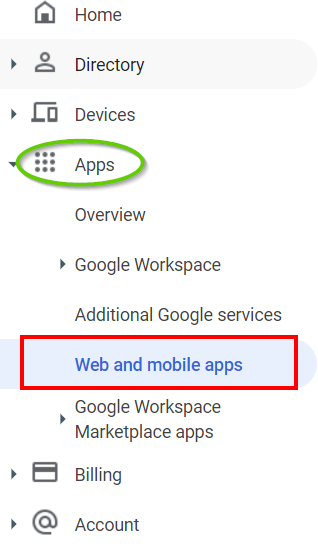 Home
Directory
Devices
Apps
Overview
Google Workspace
Additional Google services
Web and mobile apps
Google Workspace
Marketplace apps
Billing
Account